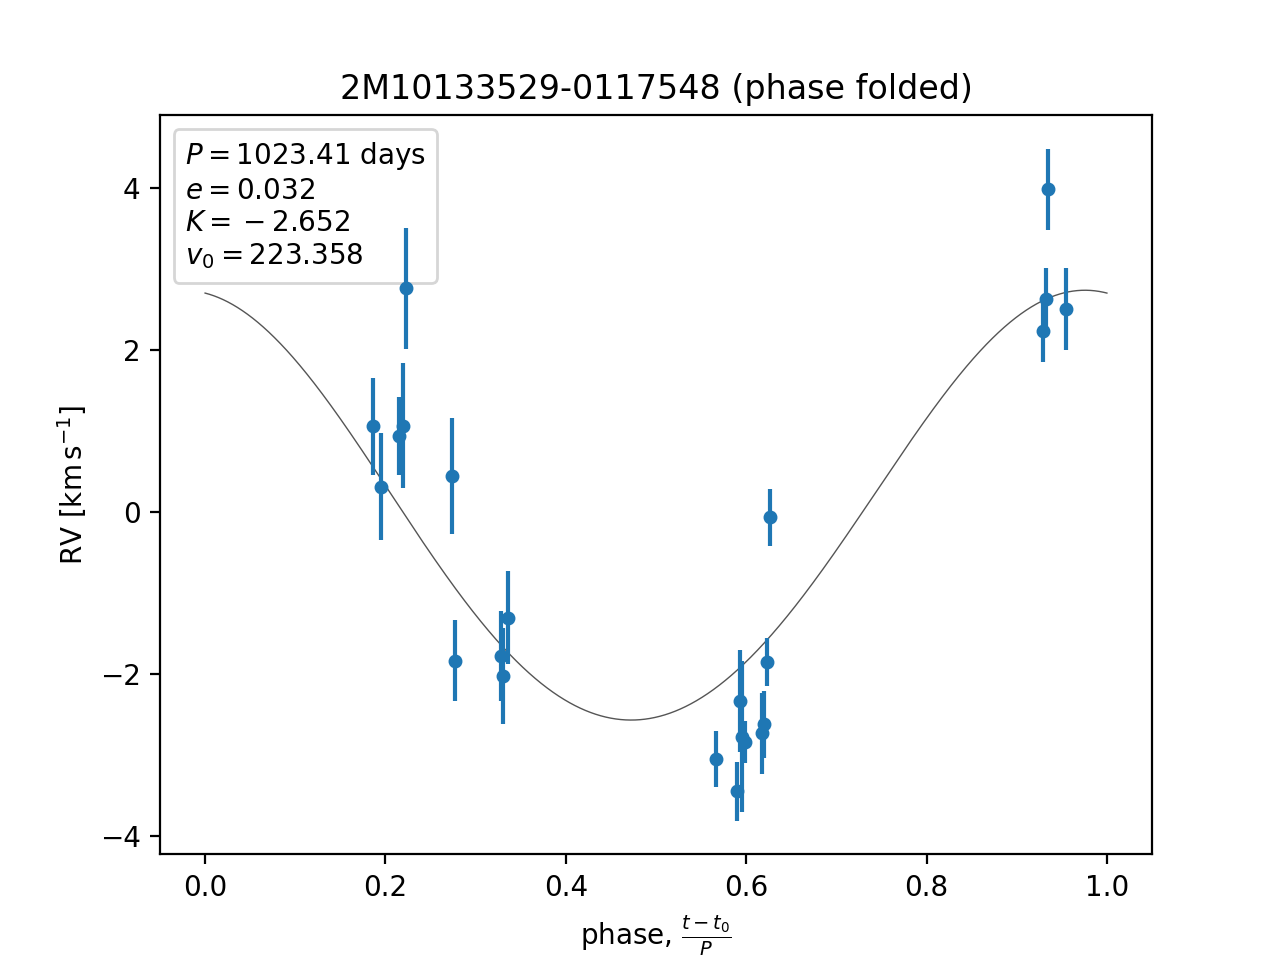 2M10133529-0117548 (phase folded)
P = 1023.41 days
e = 0.032
K = −2.652
v₀ = 223.358
RV [km s⁻¹]
4
2
0
−2
−4
0.0 0.2 0.4 0.6 0.8 1.0
phase, (t − t₀)/P